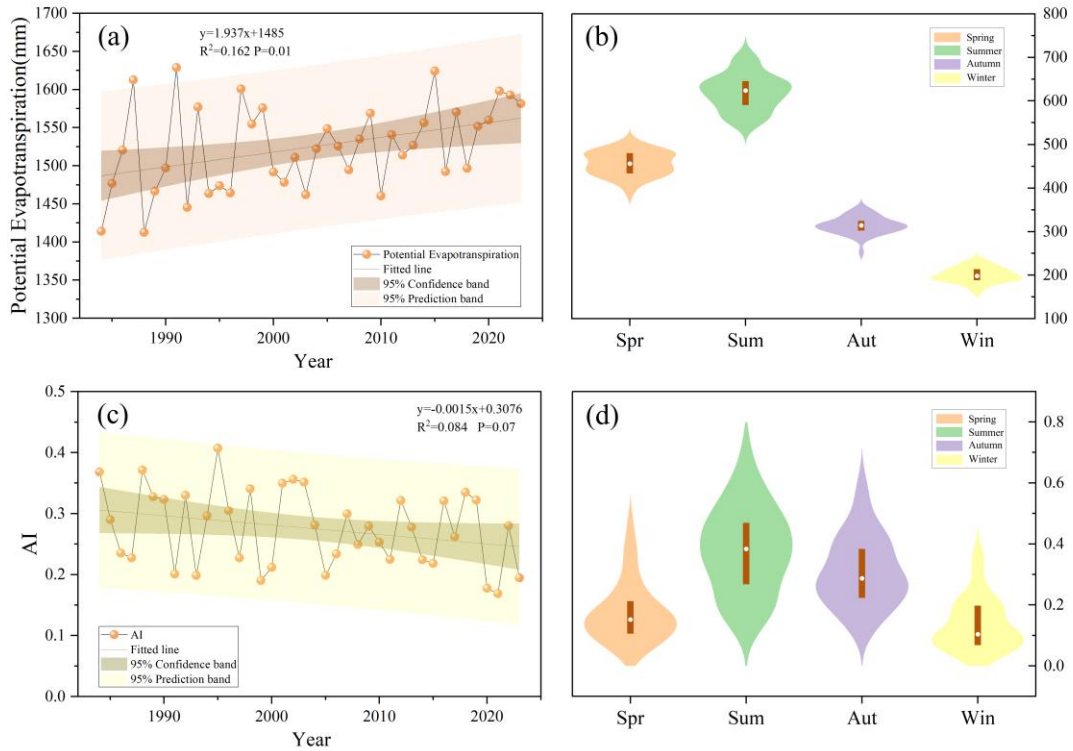 (a)
y=1.937x+1485
R²=0.162 P=0.01
Potential Evapotranspiration(mm)
1700
1650
1600
1550
1500
1450
1400
1350
1300
Potential Evapotranspiration
Fitted line
95% Confidence band
95% Prediction band
1990
2000
2010
2020
Year
(b)
Spring
Summer
Autumn
Winter
800
700
600
500
400
300
200
100
Spr
Sum
Aut
Win
(c)
y=-0.0015x+0.3076
R²=0.084 P=0.07
AI
0.5
0.4
0.3
0.2
0.1
0.0
AI
Fitted line
95% Confidence band
95% Prediction band
1990
2000
2010
2020
Year
(d)
Spring
Summer
Autumn
Winter
0.8
0.6
0.4
0.2
0.0
Spr
Sum
Aut
Win